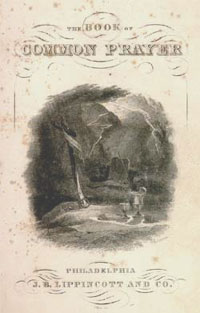 THE BOOK OF
COMMON PRAYER
PHILADELPHIA
J. B. LIPPINCOTT AND CO.